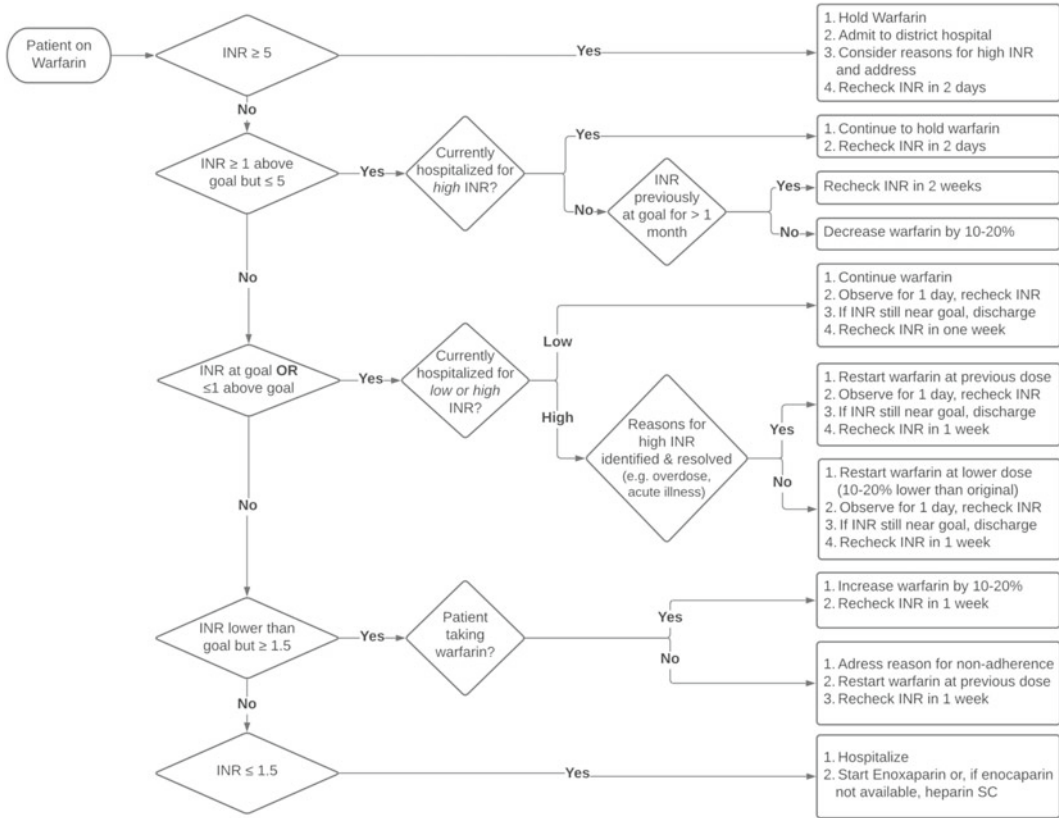 Patient on
Warfarin
INR ≥ 5
Yes
1. Hold Warfarin
2. Admit to district hospital
3. Consider reasons for high INR
and address
4. Recheck INR in 2 days
No
INR ≥ 1 above
goal but ≤ 5
Yes
Currently
hospitalized for
high INR?
Yes
1. Continue to hold warfarin
2. Recheck INR in 2 days
No
INR
previously
at goal for > 1
month
Yes
Recheck INR in 2 weeks
No
Decrease warfarin by 10-20%
No
INR at goal OR
≤1 above goal
Yes
Currently
hospitalized for
low or high
INR?
Low
1. Continue warfarin
2. Observe for 1 day, recheck INR
3. If INR still near goal, discharge
4. Recheck INR in one week
High
Reasons for
high INR
identified & resolved
(e.g. overdose,
acute illness)
Yes
1. Restart warfarin at previous dose
2. Observe for 1 day, recheck INR
3. If INR still near goal, discharge
4. Recheck INR in 1 week
No
1. Restart warfarin at lower dose
(10-20% lower than original)
2. Observe for 1 day, recheck INR
3. If INR still near goal, discharge
4. Recheck INR in 1 week
No
INR lower than
goal but ≥ 1.5
Yes
Patient
taking
warfarin?
Yes
1. Increase warfarin by 10-20%
2. Recheck INR in 1 week
No
1. Adress reason for non-adherence
2. Restart warfarin at previous dose
3. Recheck INR in 1 week
No
INR ≤ 1.5
Yes
1. Hospitalize
2. Start Enoxaparin or, if enocaparin
not available, heparin SC